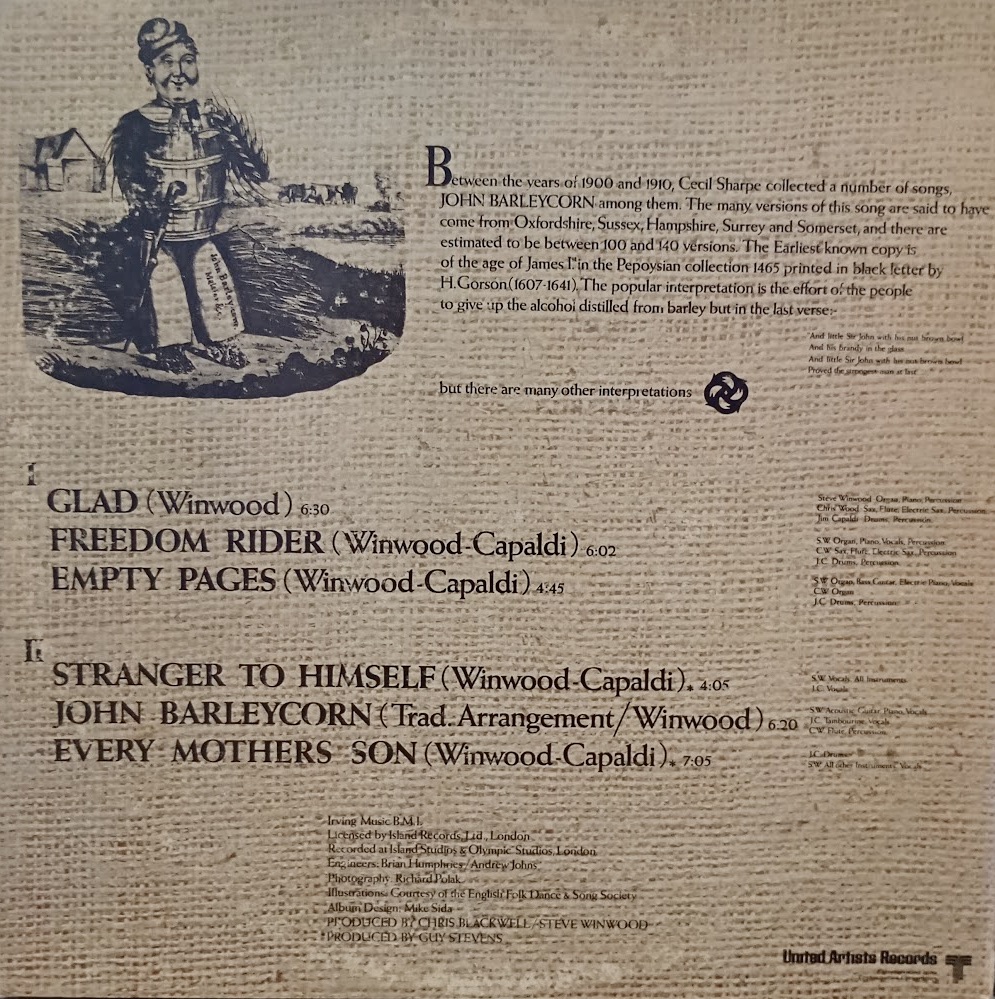 John Barleycorn
Between the years of 1900 and 1910, Cecil Sharpe collected a number of songs,
JOHN BARLEYCORN among them. The many versions of this song are said to have
come from Oxfordshire, Sussex, Hampshire, Surrey and Somerset, and there are
estimated to be between 100 and 140 versions. The Earliest known copy is
of the age of James I." in the Pepoysian collection 1465 printed in black letter by
H.Gorson(1607-1641). The popular interpretation is the effort of the people
to give up the alcohol distilled from barley but in the last verse:-
"And little Sir John with his nut brown bowl
And his brandy in the glass
And little Sir John with his nut brown bowl
Proved the strongest man at last
but there are many other interpretations
I
GLAD (Winwood) 6:30
Steve Winwood Organ, Piano, Percussion
Chris Wood Sax, Flute, Electric Sax, Percussion
Jim Capaldi Drums, Percussion
FREEDOM RIDER (Winwood-Capaldi) 6:02
S.W Organ, Piano, Vocals, Percussion
C.W Sax, Flute, Electric Sax, Percussion
J.C Drums, Percussion
EMPTY PAGES (Winwood-Capaldi) 4:45
S.W Organ, Bass Guitar, Electric Piano, Vocals
C.W Organ
J.C Drums, Percussion
II
STRANGER TO HIMSELF (Winwood-Capaldi)* 4:05
S.W Vocals All Instruments
J.C Vocals
JOHN BARLEYCORN (Trad. Arrangement/Winwood) 6:20
S.W Acoustic Guitar, Piano, Vocals
J.C Tambourine, Vocals
C.W Flute, Percussion
EVERY MOTHERS SON (Winwood-Capaldi)* 7:05
J.C Drums
S.W All other Instruments Vocals
Irving Music B.M.I.
Licensed by Island Records, Ltd., London
Recorded at Island Studios & Olympic Studios, London
Engineers: Brian Humphries/Andrew Johns
Photography: Richard Polak
Illustrations: Courtesy of the English Folk Dance & Song Society
Album Design: Mike Sida
PRODUCED BY CHRIS BLACKWELL/STEVE WINWOOD
*PRODUCED BY GUY STEVENS
United Artists Records